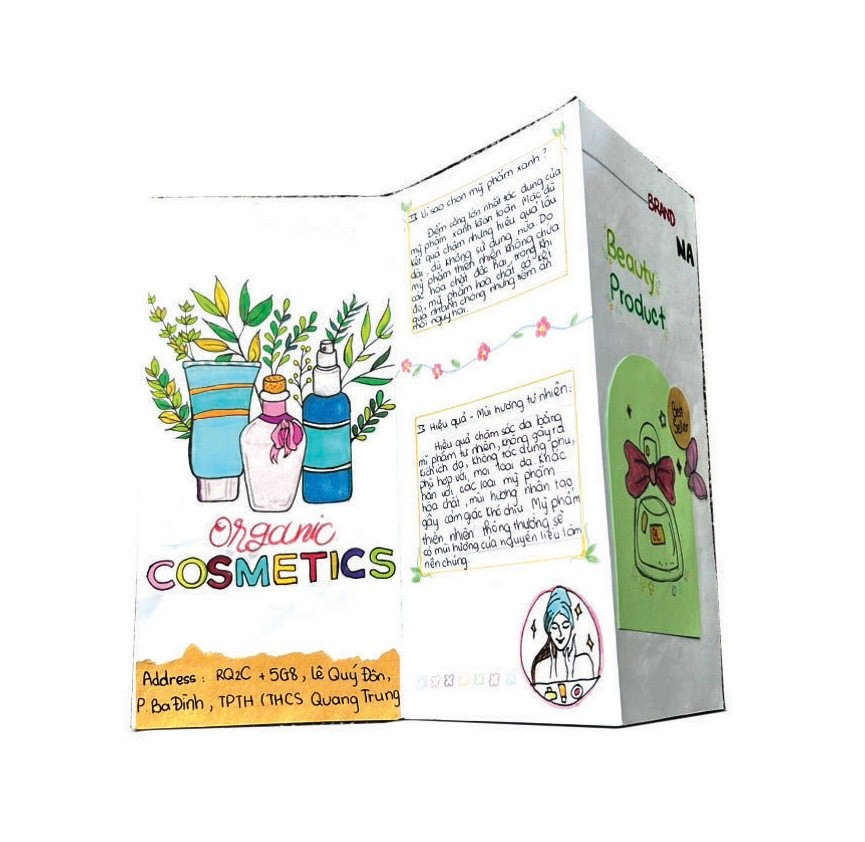 Organic
COSMETICS
Address: RQ2C + 5G8, Lê Quý Đôn,
P. Ba Đình, TPTH (THCS Quang Trung
Vì sao chọn mỹ phẩm xanh?
Điểm cộng lớn nhất tác dụng của
mỹ phẩm xanh là an toàn. Mặc dù
kết quả chậm nhưng hiệu quả lâu
dài, dù không sử dụng nữa. Do
mỹ phẩm thiên nhiên không chứa
các hóa chất độc hại, trong khi
đó, mỹ phẩm hóa chất có kết
quả nhanh chóng nhưng tiềm ẩn
mối nguy hại.
Hiệu quả - Mùi hương tự nhiên:
Hiệu quả chăm sóc da bằng
mĩ phẩm tự nhiên, không gây ra
kích ích da, không tác dụng phụ,
phù hợp với mọi loại da khác
hẳn với các loại mỹ phẩm
hóa chất, mùi hương nhân tạo
gây cảm giác khó chịu. Mỹ phẩm
thiên nhiên thông thường sẽ
có mùi hương của nguyên liệu làm
nên chúng.
BRAND
NA
Beauty
Product
Best
Seller